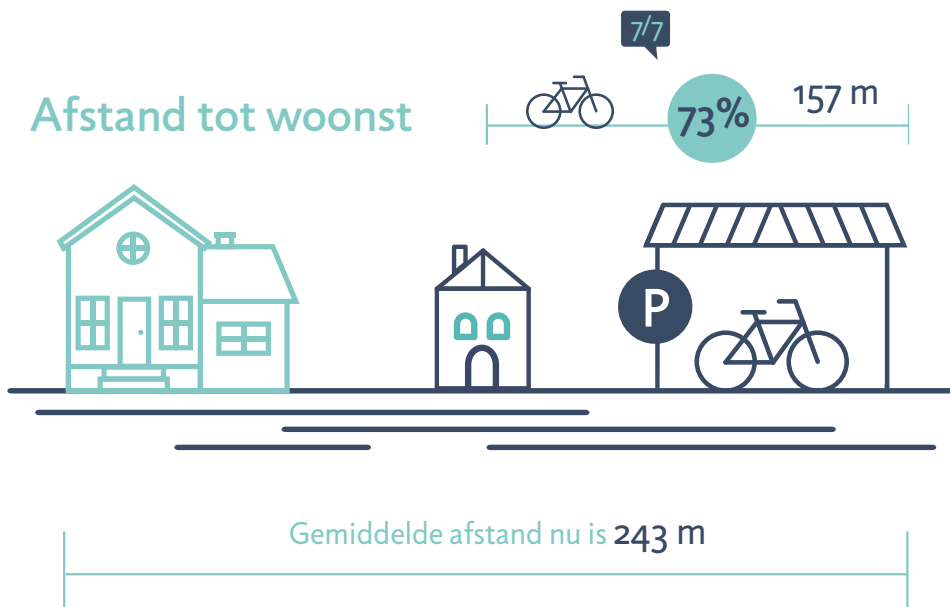 7/7
Afstand tot woonst
73%
157 m
P
Gemiddelde afstand nu is 243 m